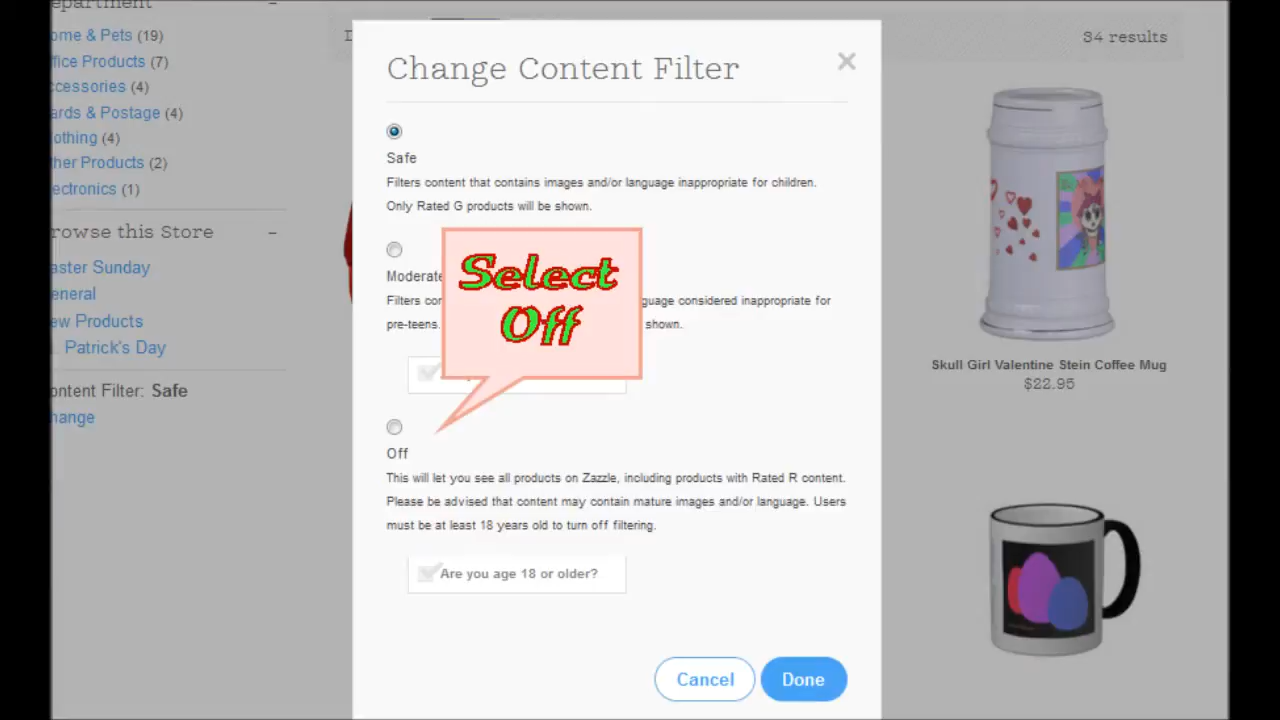 epartment
–
ome & Pets (19)
ffice Products (7)
ccessories (4)
ards & Postage (4)
lothing (4)
ther Products (2)
lectronics (1)
rowse this Store
–
aster Sunday
eneral
ew Products
. Patrick's Day
ontent Filter: Safe
hange
34 results
Change Content Filter
×
Safe
Filters content that contains images and/or language inappropriate for children.
Only Rated G products will be shown.
Moderate
Filters con guage considered inappropriate for
pre-teens. shown.
Select
Off
Off
This will let you see all products on Zazzle, including products with Rated R content.
Please be advised that content may contain mature images and/or language. Users
must be at least 18 years old to turn off filtering.
Are you age 18 or older?
Cancel
Done
Skull Girl Valentine Stein Coffee Mug
$22.95